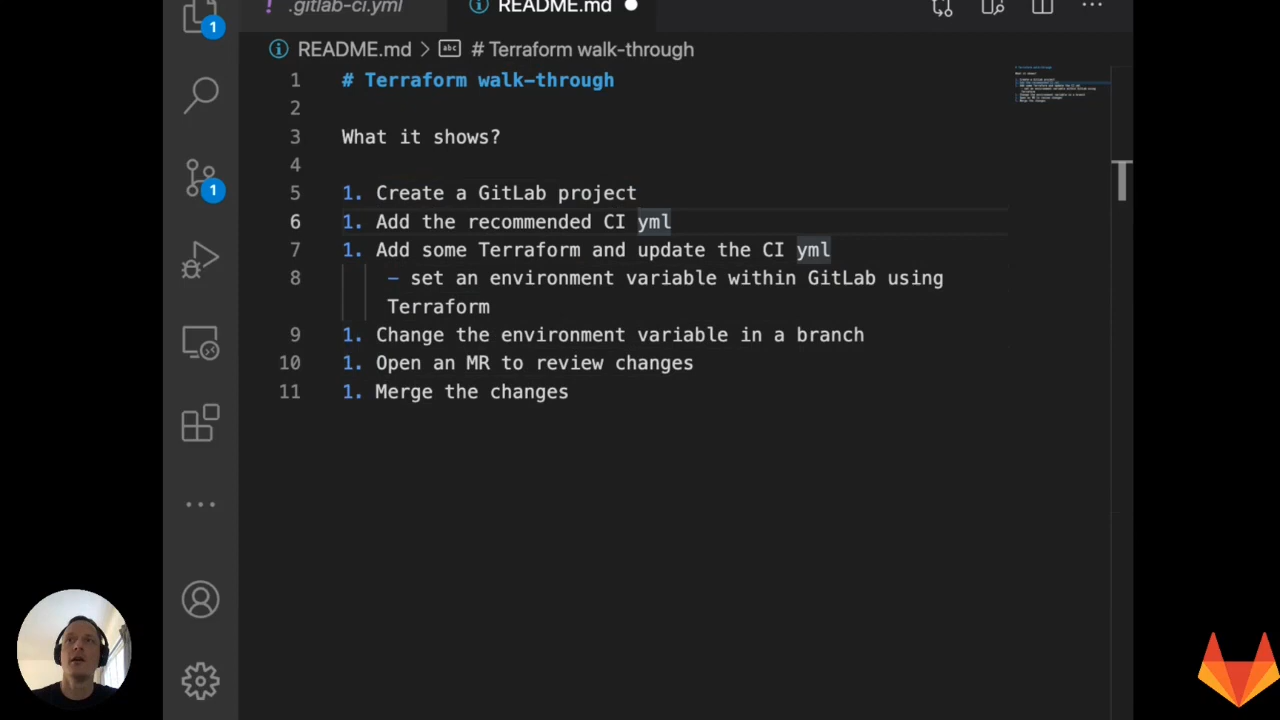 ! .gitlab-ci.yml
README.md
1
README.md > # Terraform walk-through
1 # Terraform walk-through
2
3 What it shows?
4
5 1. Create a GitLab project
6 1. Add the recommended CI yml
7 1. Add some Terraform and update the CI yml
8 - set an environment variable within GitLab using
Terraform
9 1. Change the environment variable in a branch
10 1. Open an MR to review changes
11 1. Merge the changes
1
T